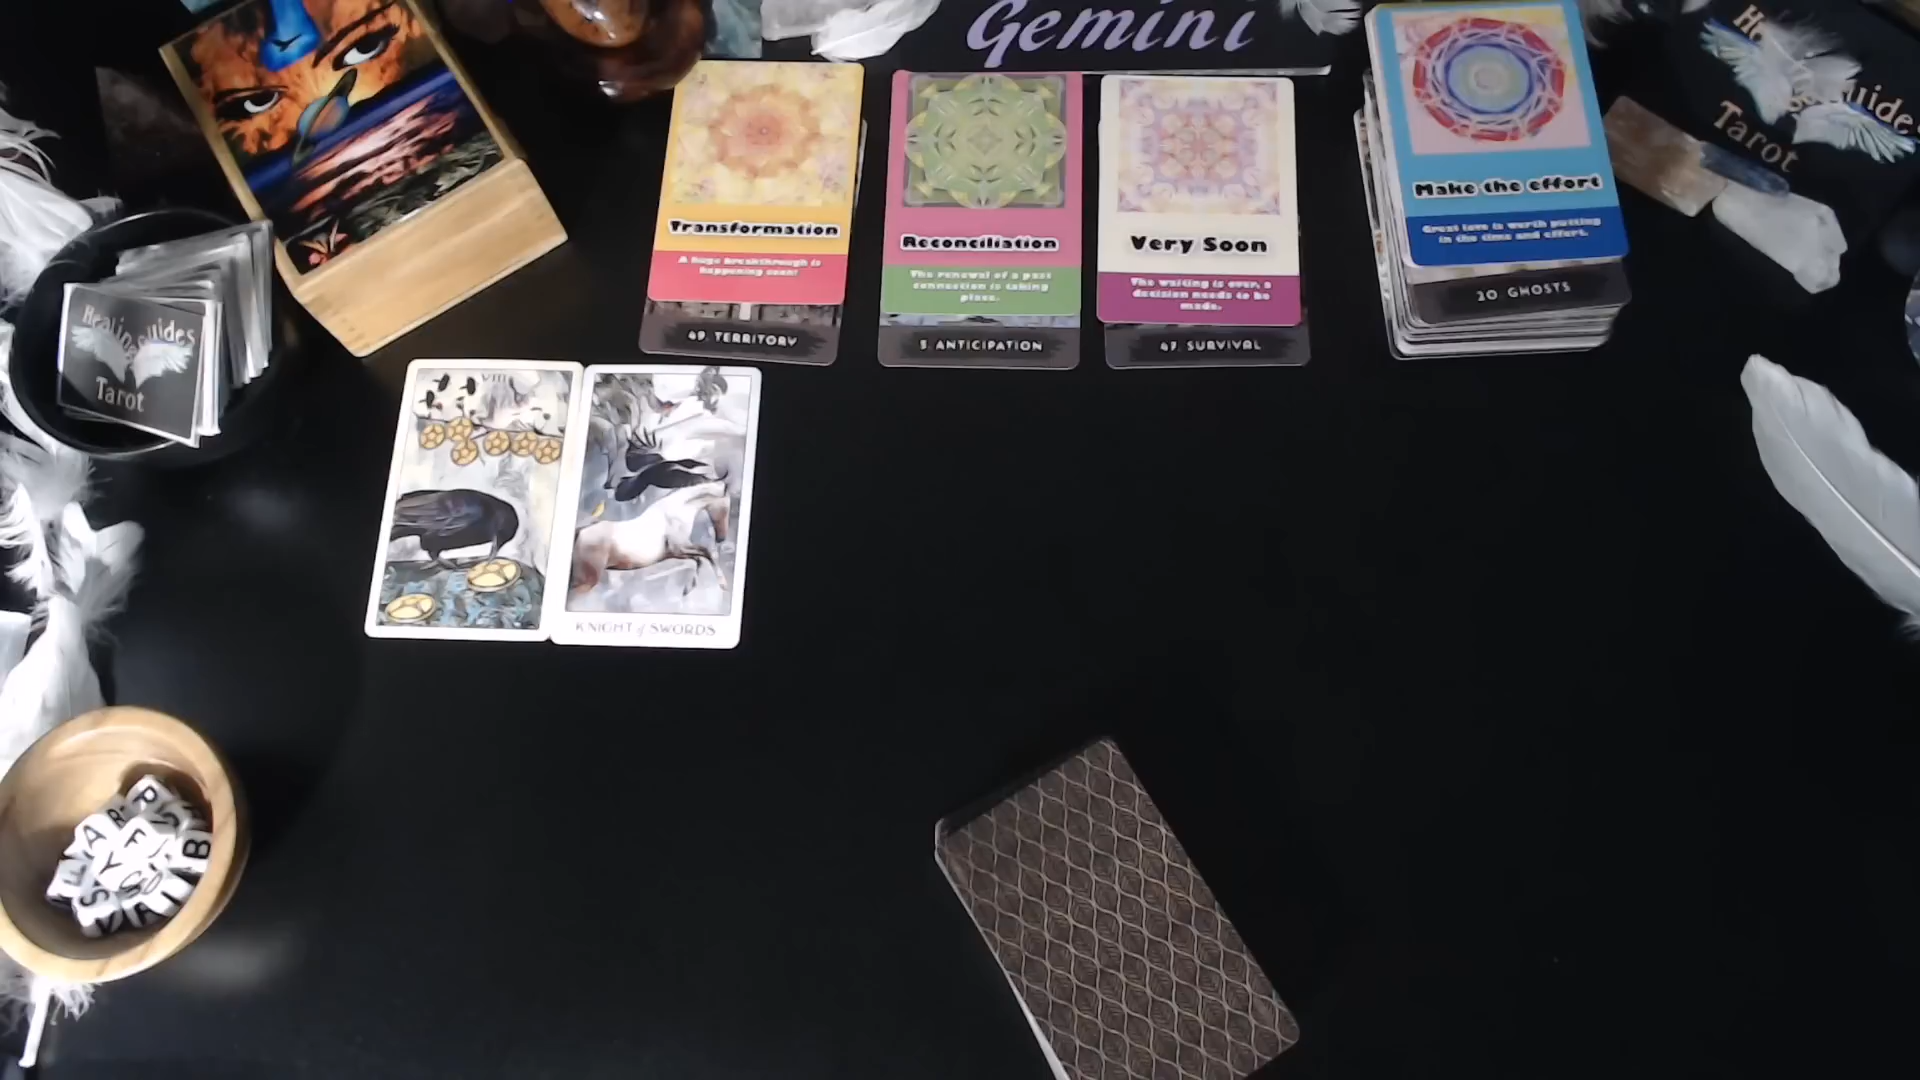 Gemini
Healing Guides
Tarot
Transformation
A huge breakthrough is
happening soon!
49. TERRITORY
Reconciliation
The renewal of a past
connection is taking
place.
5. ANTICIPATION
Very Soon
The waiting is over, a
decision needs to be
made.
47. SURVIVAL
Make the effort
Great love is worth putting
in the time and effort.
20 GHOSTS
Tarot
VIII
KNIGHT of SWORDS
R
A
F
B
Y
S